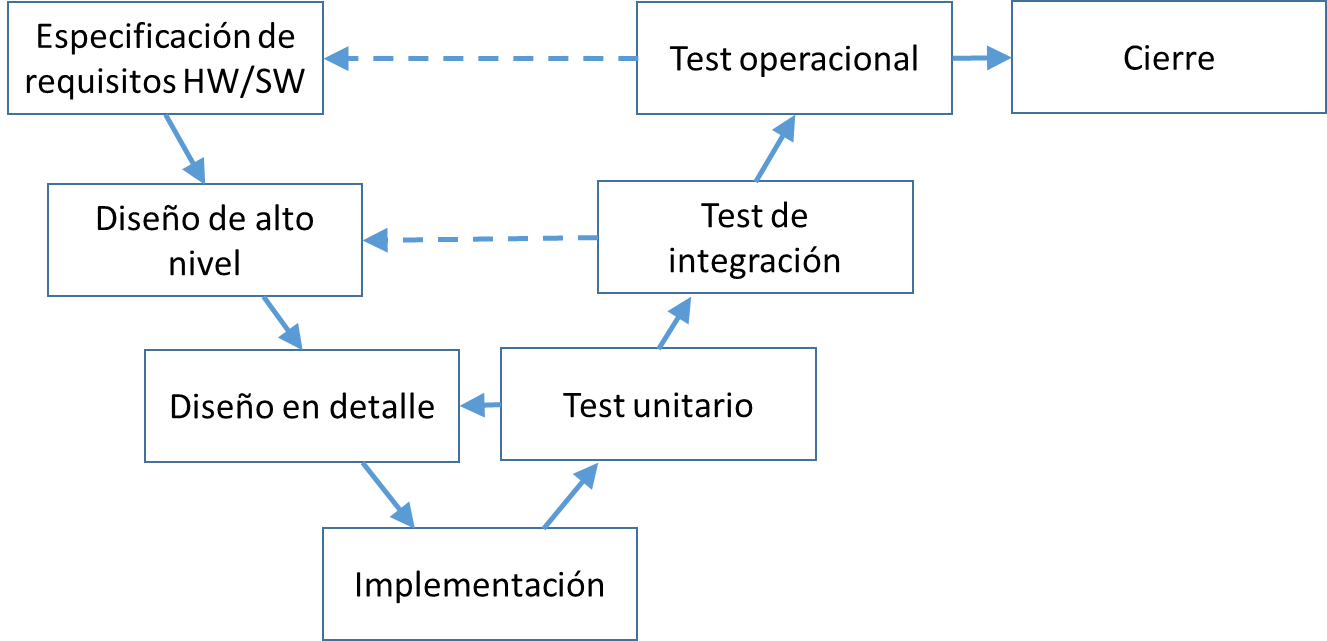 Especificación de
requisitos HW/SW
Test operacional
Cierre
Diseño de alto
nivel
Test de
integración
Diseño en detalle
Test unitario
Implementación